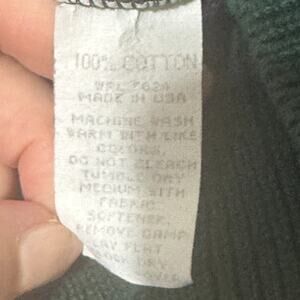 100% COTTON
WPL 7624
MADE IN USA
MACHINE WASH
WARM WITH LIKE
COLORS,
DO NOT BLEACH
TUMBLE DRY
MEDIUM WITH
FABRIC
SOFTENER,
REMOVE DAMP
LAY FLAT
DRY